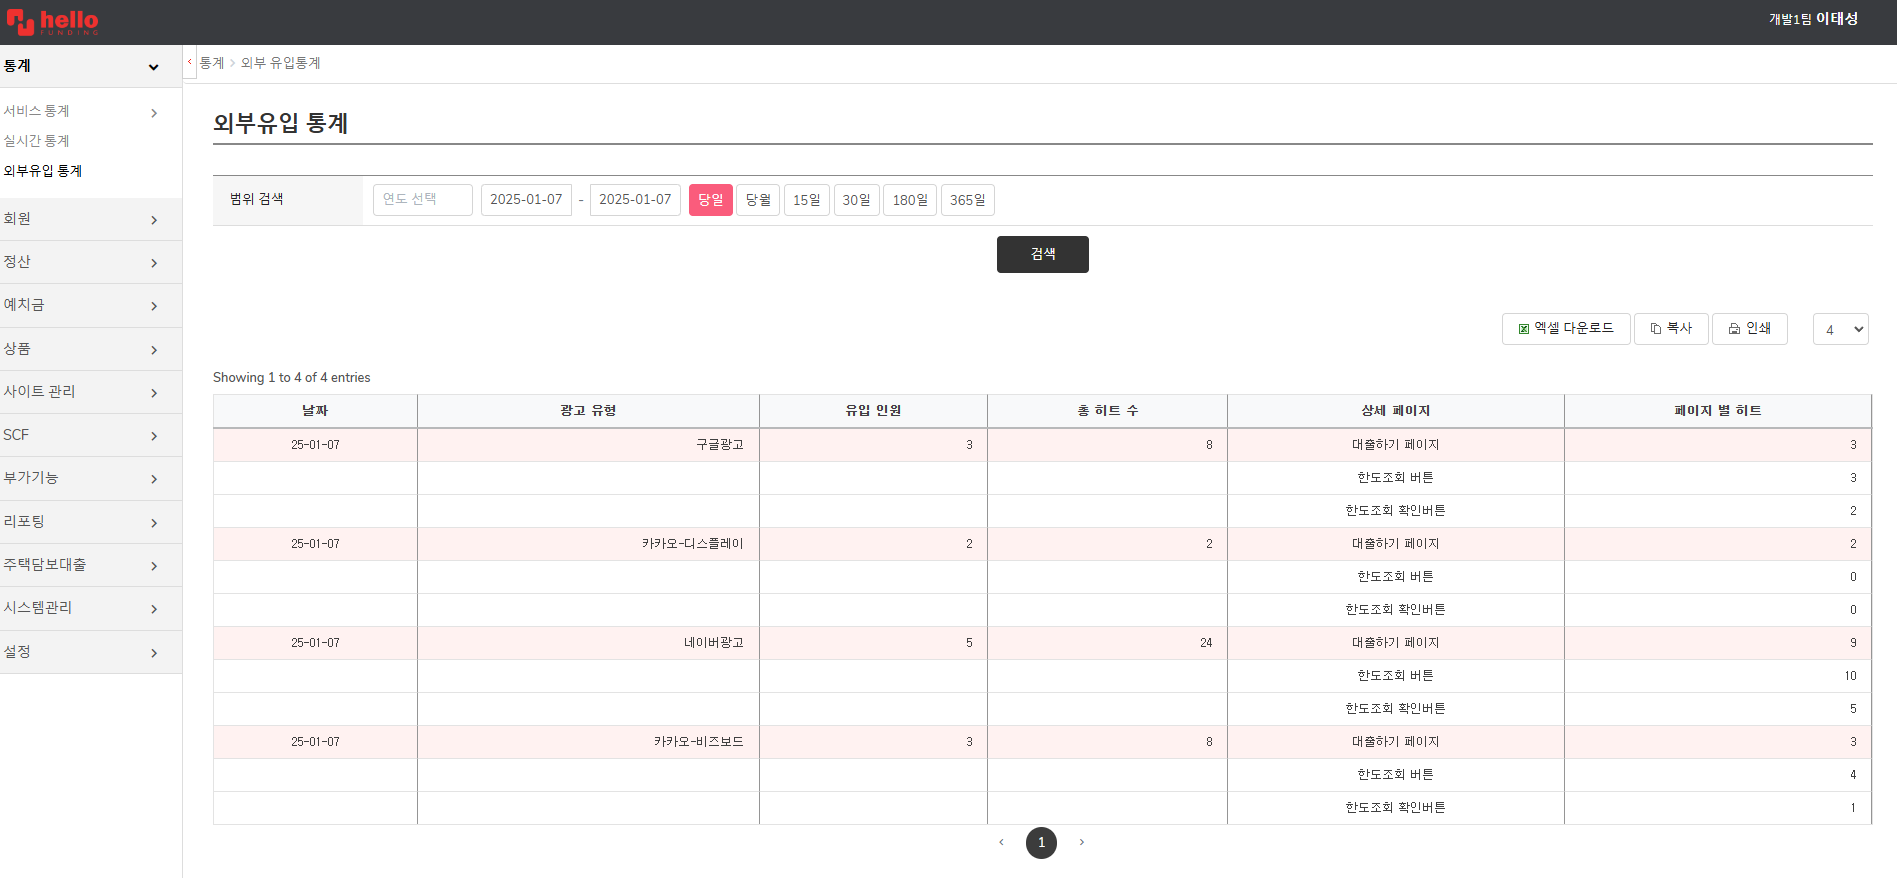 hello
FUNDING
개발1팀 이태성
통계
서비스 통계
실시간 통계
외부유입 통계
회원
정산
예치금
상품
사이트 관리
SCF
부가기능
리포팅
주택담보대출
시스템관리
설정
통계 > 외부 유입통계
외부유입 통계
범위 검색 연도 선택 2025-01-07 - 2025-01-07 당일 당월 15일 30일 180일 365일
검색
엑셀 다운로드 복사 인쇄 4
Showing 1 to 4 of 4 entries
날짜 광고 유형 유입 인원 총 히트 수 상세 페이지 페이지 별 히트
25-01-07 구글광고 3 8 대출하기 페이지 3
한도조회 버튼 3
한도조회 확인버튼 2
25-01-07 카카오-디스플레이 2 2 대출하기 페이지 2
한도조회 버튼 0
한도조회 확인버튼 0
25-01-07 네이버광고 5 24 대출하기 페이지 9
한도조회 버튼 10
한도조회 확인버튼 5
25-01-07 카카오-비즈보드 3 8 대출하기 페이지 3
한도조회 버튼 4
한도조회 확인버튼 1
1